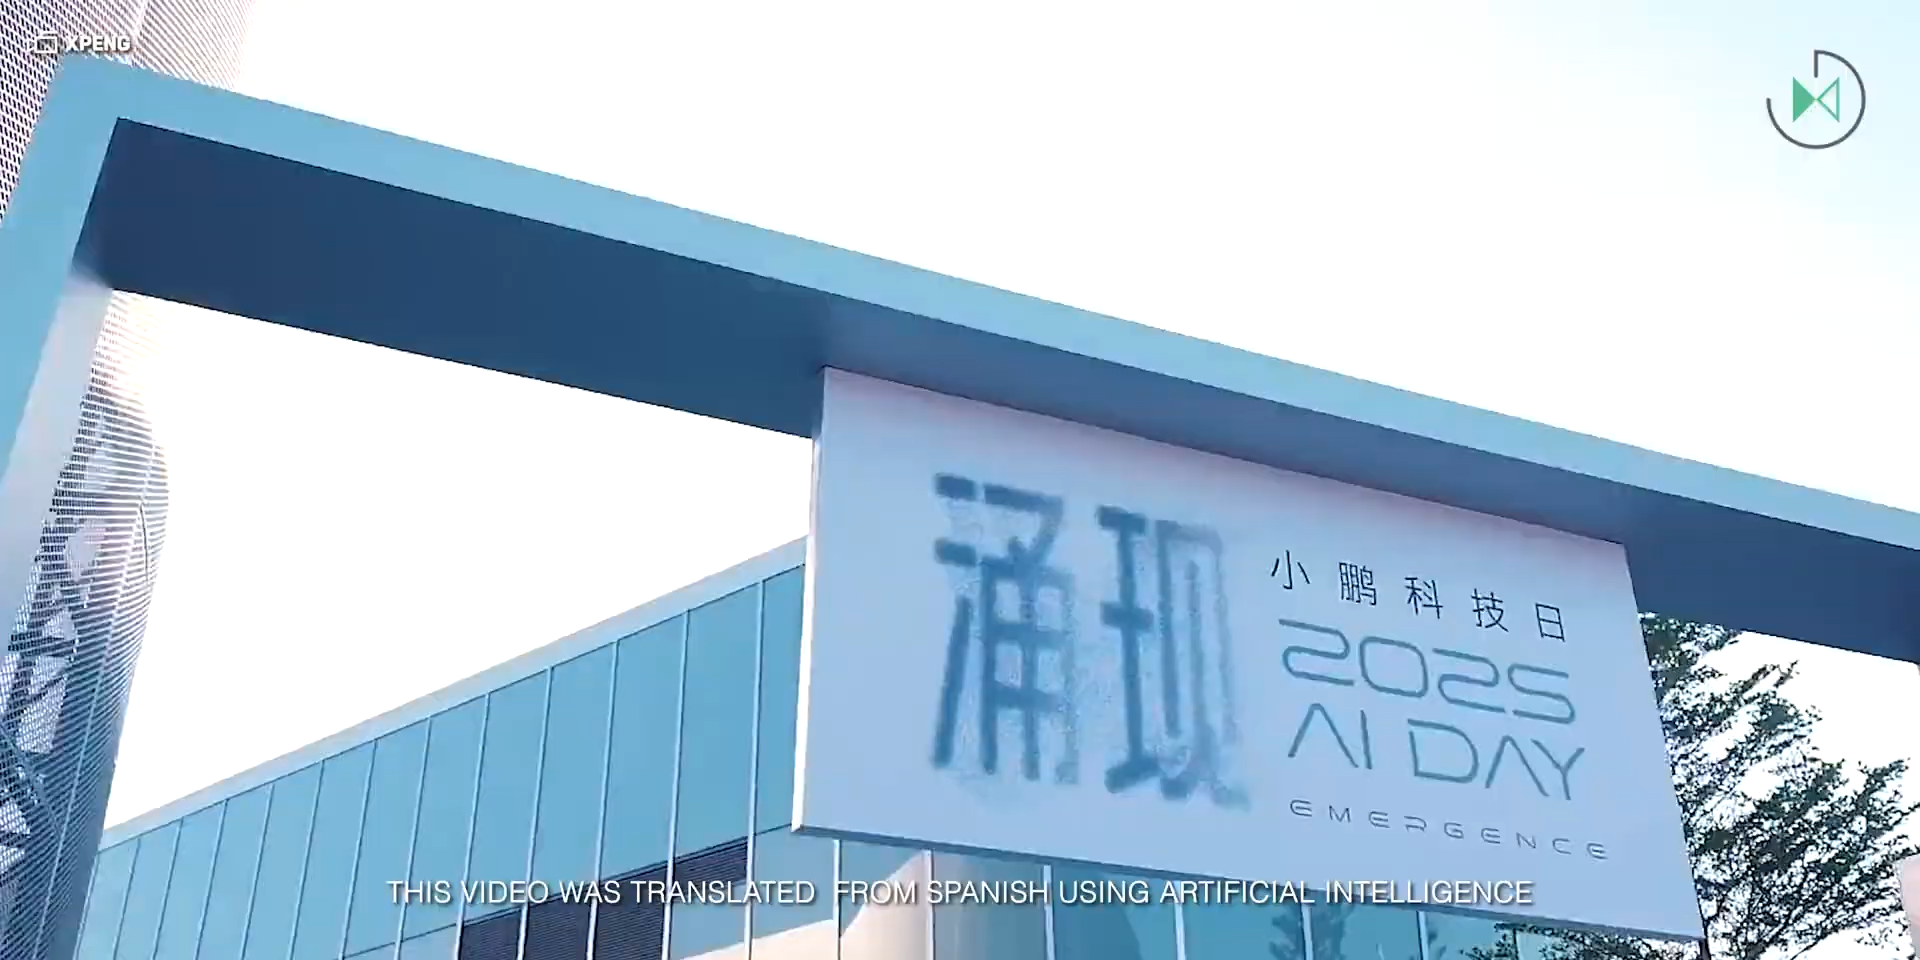 XPENG
涌现
小鹏科技日
2025
AI DAY
EMERGENCE
THIS VIDEO WAS TRANSLATED FROM SPANISH USING ARTIFICIAL INTELLIGENCE